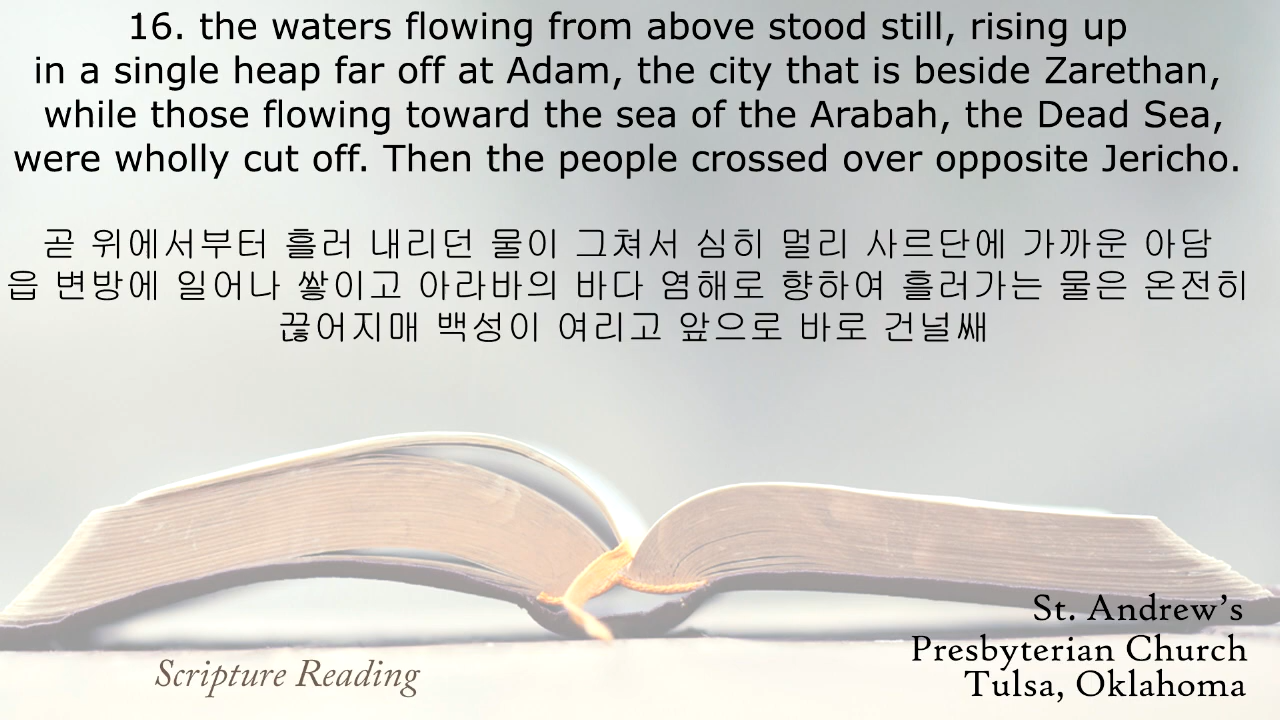 16. the waters flowing from above stood still, rising up
in a single heap far off at Adam, the city that is beside Zarethan,
while those flowing toward the sea of the Arabah, the Dead Sea,
were wholly cut off. Then the people crossed over opposite Jericho.
곧 위에서부터 흘러 내리던 물이 그쳐서 심히 멀리 사르단에 가까운 아담
읍 변방에 일어나 쌓이고 아라바의 바다 염해로 향하여 흘러가는 물은 온전히
끊어지매 백성이 여리고 앞으로 바로 건널쌔
St. Andrew's
Presbyterian Church
Tulsa, Oklahoma
Scripture Reading